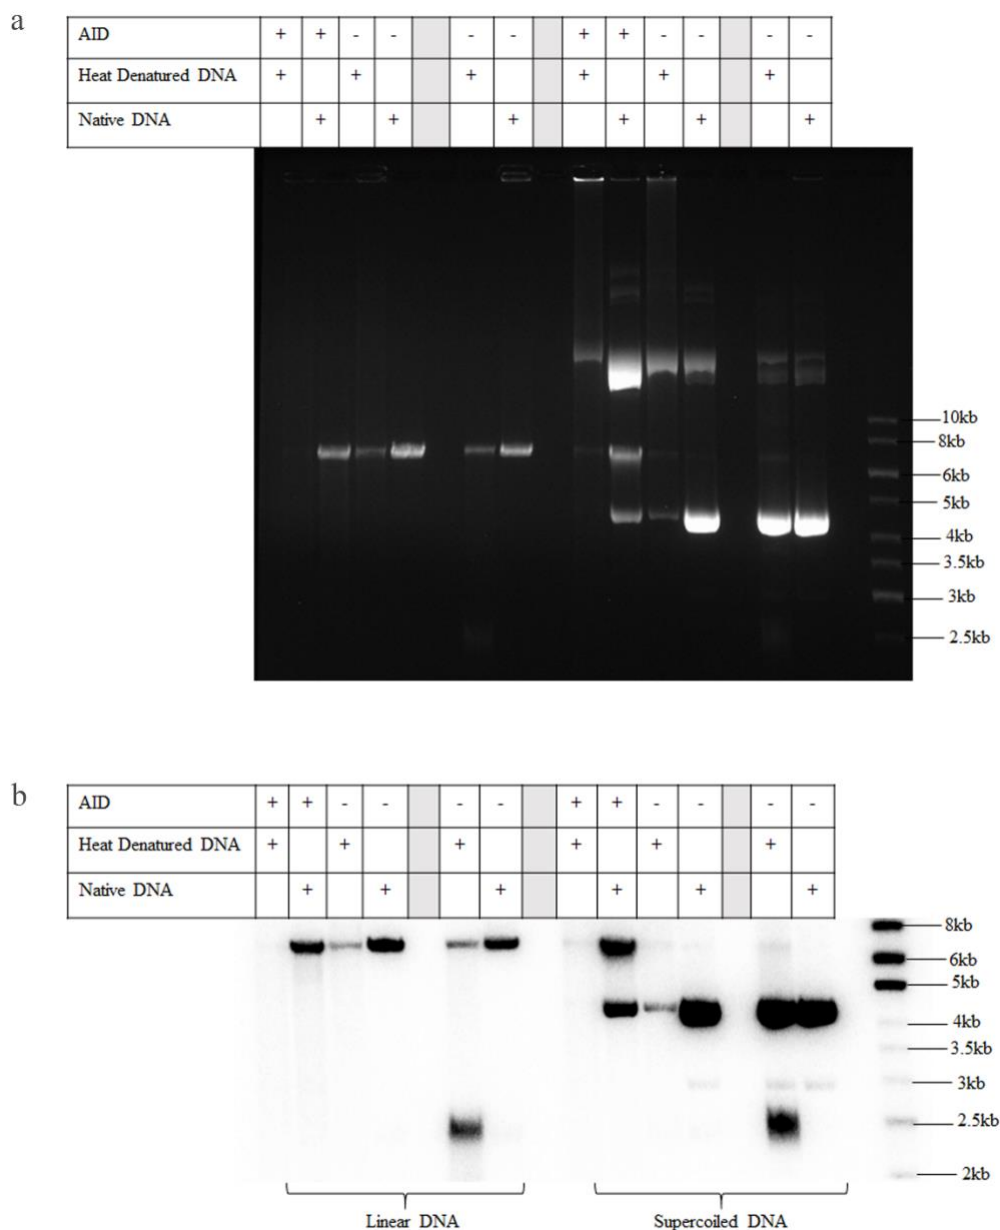 a
AID + + - - - - + + - - - -
Heat Denatured DNA + + + + + +
Native DNA + + + + + +
10kb
8kb
6kb
5kb
4kb
3.5kb
3kb
2.5kb
b
AID + + - - - - + + - - - -
Heat Denatured DNA + + + + + +
Native DNA + + + + + +
8kb
6kb
5kb
4kb
3.5kb
3kb
2.5kb
2kb
Linear DNA Supercoiled DNA